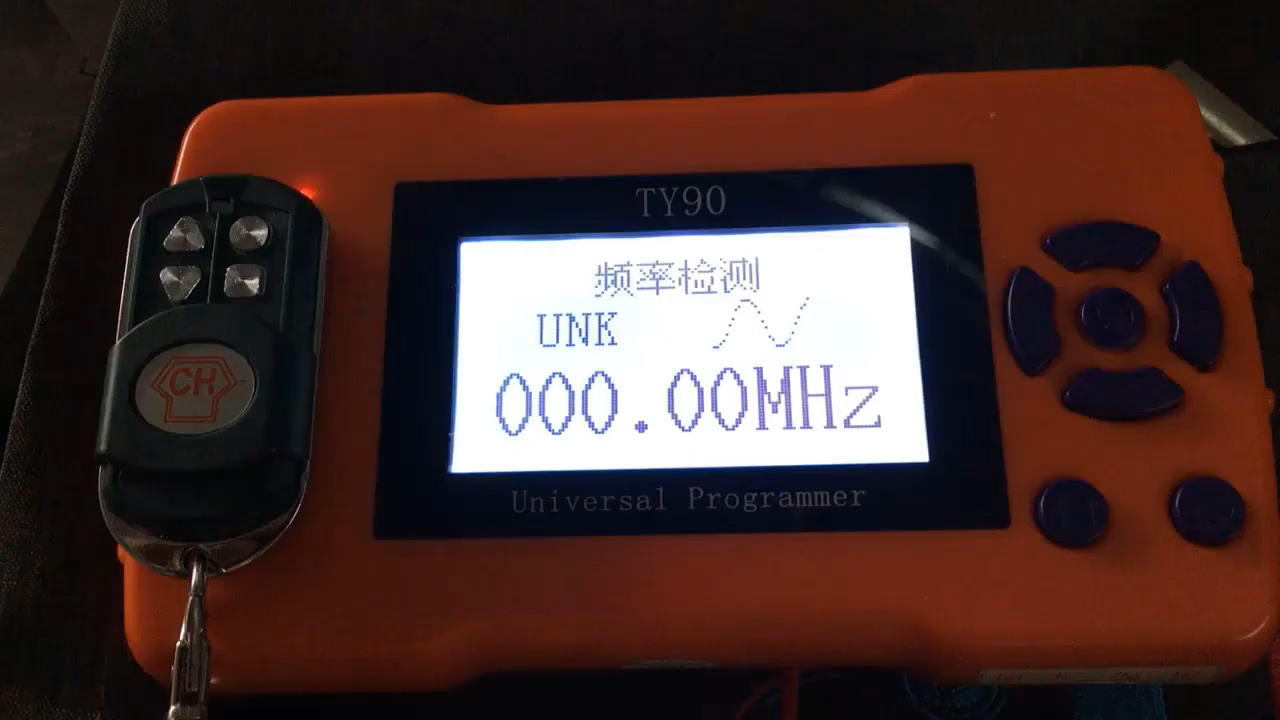 TY90
频率检测
UNK
000.00MHz
Universal Programmer
CH